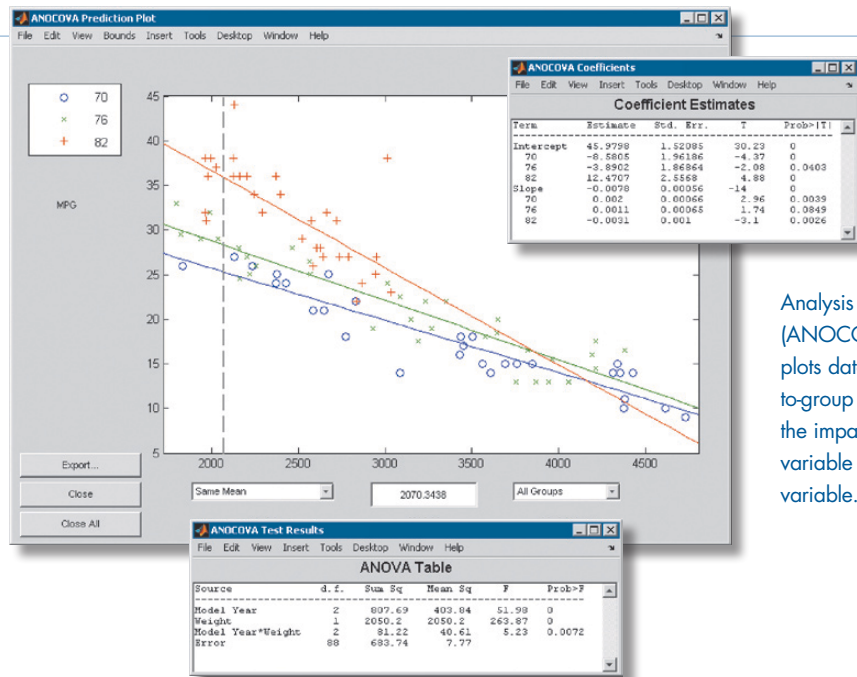 ANOCOVA Prediction Plot
File Edit View Bounds Insert Tools Desktop Window Help
70
76
82
MPG
45
40
35
30
25
20
15
10
5
2000 2500 3000 3500 4000 4500
Export...
Close
Close All
Same Mean
2070.3438
All Groups
ANOCOVA Coefficients
File Edit View Insert Tools Desktop Window Help
Coefficient Estimates
Term Estimate Std. Err. T Prob>|T|
Intercept 45.9798 1.52085 30.23 0
70 -8.5805 1.96186 -4.37 0
76 -3.8902 1.86864 -2.08 0.0403
82 12.4707 2.5568 4.88 0
Slope -0.0078 0.00056 -14 0
70 0.002 0.00066 2.96 0.0039
76 0.0011 0.00065 1.74 0.0849
82 -0.0031 0.001 -3.1 0.0026
Analysis
(ANOCO
plots dat
to-group
the impa
variable
variable.
ANOCOVA Test Results
File Edit View Insert Tools Desktop Window Help
ANOVA Table
Source d.f. Sum Sq Mean Sq F Prob>F
Model Year 2 807.69 403.84 51.98 0
Weight 1 2050.2 2050.2 263.87 0
Model Year*Weight 2 81.22 40.61 5.23 0.0072
Error 88 683.74 7.77